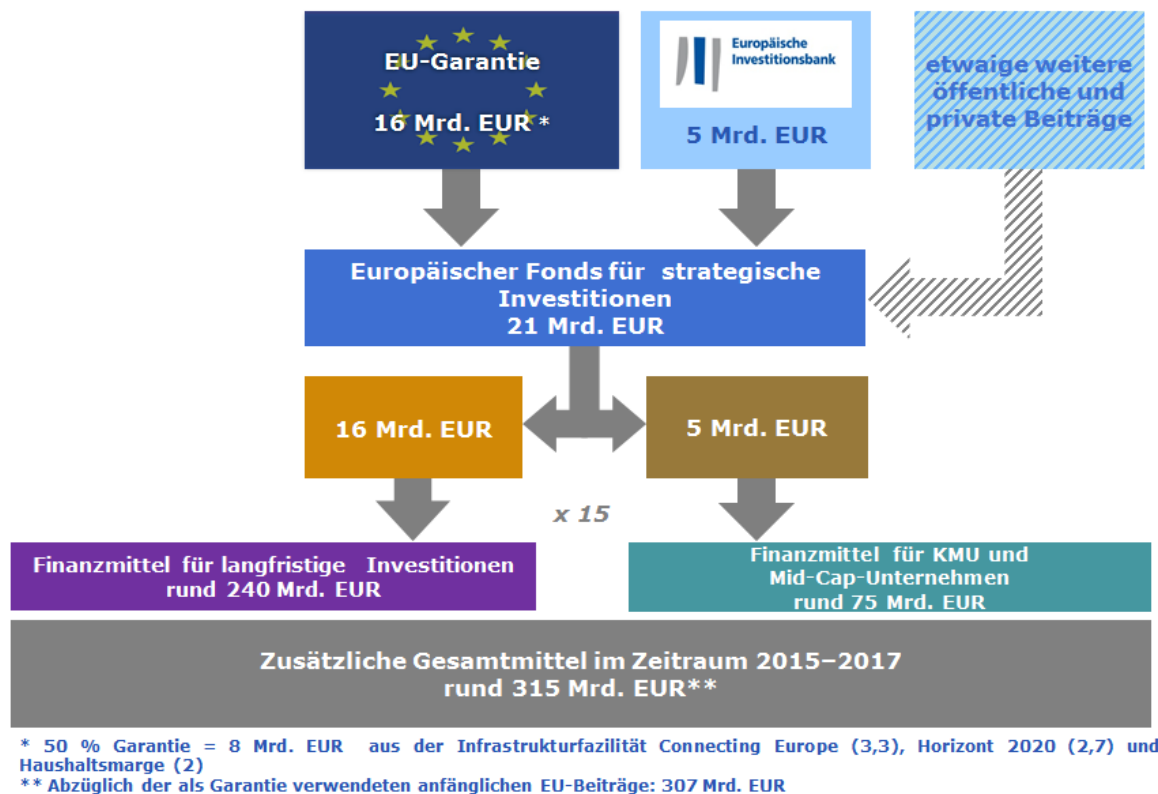 EU-Garantie
16 Mrd. EUR *
Europäische
Investitionsbank
5 Mrd. EUR
etwaige weitere
öffentliche und
private Beiträge
Europäischer Fonds für strategische
Investitionen
21 Mrd. EUR
16 Mrd. EUR
5 Mrd. EUR
x 15
Finanzmittel für langfristige Investitionen
rund 240 Mrd. EUR
Finanzmittel für KMU und
Mid-Cap-Unternehmen
rund 75 Mrd. EUR
Zusätzliche Gesamtmittel im Zeitraum 2015–2017
rund 315 Mrd. EUR**
* 50 % Garantie = 8 Mrd. EUR aus der Infrastrukturfazilität Connecting Europe (3,3), Horizont 2020 (2,7) und
Haushaltsmarge (2)
** Abzüglich der als Garantie verwendeten anfänglichen EU-Beiträge: 307 Mrd. EUR